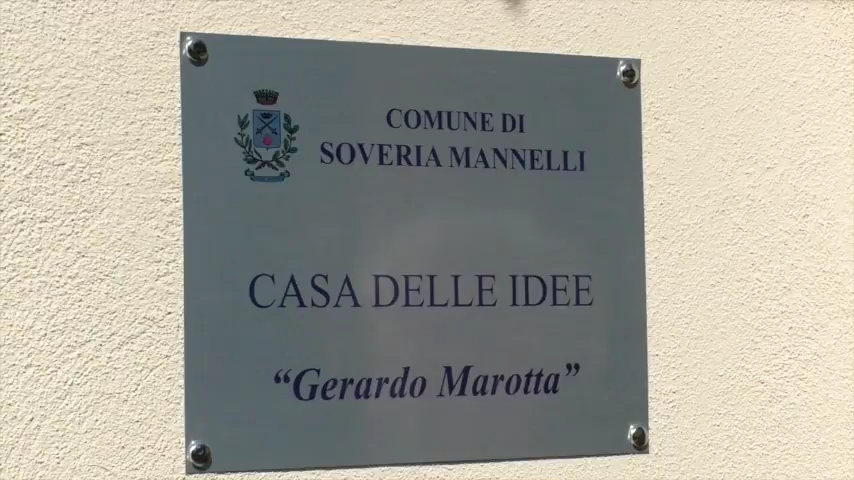 COMUNE DI
SOVERIA MANNELLI
CASA DELLE IDEE
“Gerardo Marotta”